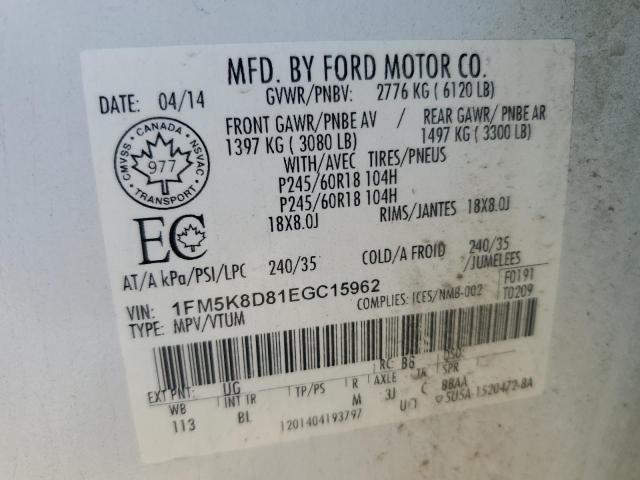 MFD. BY FORD MOTOR CO.
DATE: 04/14
GVWR/PNBV: 2776 KG ( 6120 LB)
FRONT GAWR/PNBE AV / REAR GAWR/ PNBE AR
1397 KG ( 3080 LB) 1497 KG ( 3300 LB)
WITH/AVEC TIRES/PNEUS
P245/60R18 104H
P245/60R18 104H
18X8.0J RIMS/JANTES 18X8.0J
CMVSS • CANADA • NSVAC
977
TRANSPORT
EC
AT/A kPa/PSI/LPC 240/35 COLD/A FROID 240/35
/JUMELEES
VIN: 1FM5K8D81EGC15962
COMPLIES: ICES/NMB-002
F0191
T0209
TYPE: MPV/VTUM
EXT PNT: UG RC: B6 DSO:
WB INT TR TP/PS R AXLE TR SPR
113 BL M 3J C BBAA
1201404193797
5U5A-1520472-BA